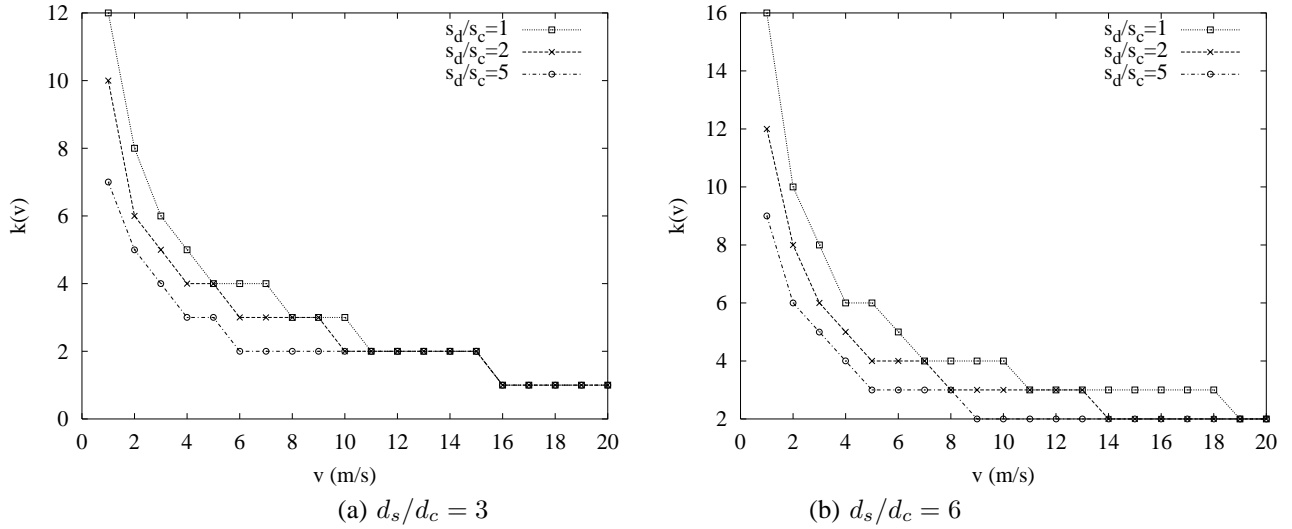 12
10
8
6
4
2
0
k(v)
s_d/s_c=1
s_d/s_c=2
s_d/s_c=5
0 2 4 6 8 10 12 14 16 18 20
v (m/s)
(a) d_s/d_c = 3
16
14
12
10
8
6
4
2
k(v)
s_d/s_c=1
s_d/s_c=2
s_d/s_c=5
0 2 4 6 8 10 12 14 16 18 20
v (m/s)
(b) d_s/d_c = 6